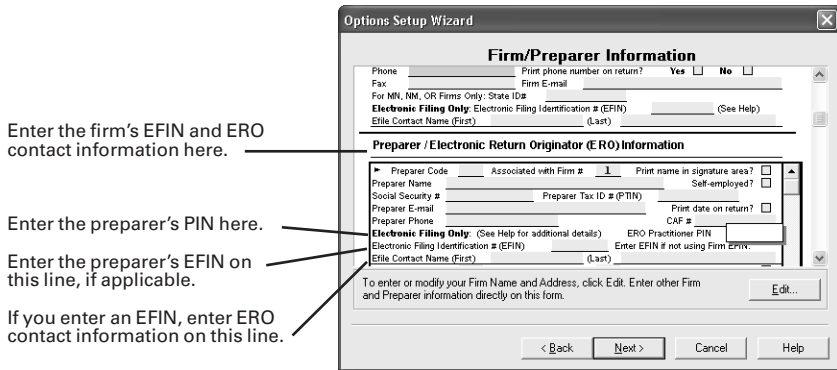 Options Setup Wizard
Firm/Preparer Information
Phone Print phone number on return? Yes No
Fax Firm E-mail
For MN, NM, OR Firms Only: State ID#
Electronic Filing Only: Electronic Filing Identification # (EFIN) (See Help)
Efile Contact Name (First) (Last)
Enter the firm's EFIN and ERO
contact information here.
Preparer / Electronic Return Originator (ERO) Information
Preparer Code Associated with Firm # 1 Print name in signature area?
Preparer Name Self-employed?
Social Security # Preparer Tax ID # (PTIN)
Preparer E-mail Print date on return?
Preparer Phone CAF #
Enter the preparer's PIN here.
Electronic Filing Only: (See Help for additional details) ERO Practitioner PIN
Electronic Filing Identification # (EFIN) Enter EFIN if not using Firm EFIN.
Efile Contact Name (First) (Last)
Enter the preparer's EFIN on
this line, if applicable.
To enter or modify your Firm Name and Address, click Edit. Enter other Firm
and Preparer information directly on this form.
Edit...
If you enter an EFIN, enter ERO
contact information on this line.
< Back Next > Cancel Help